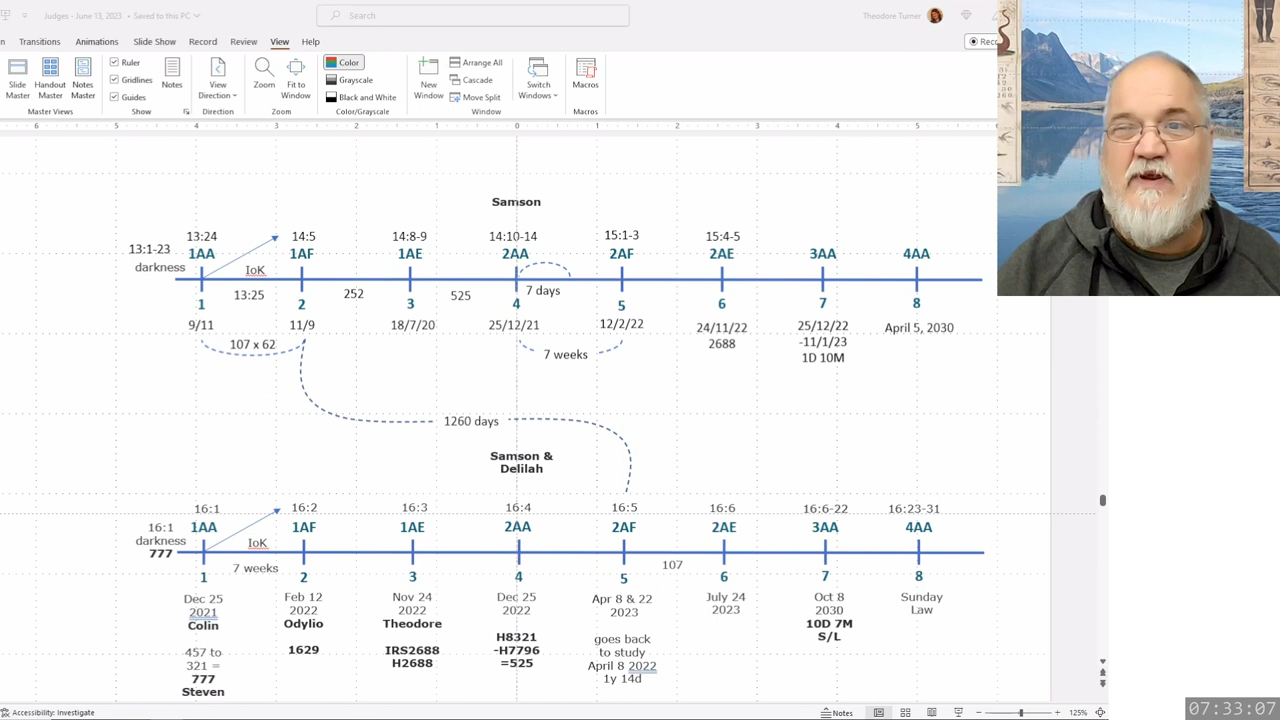 Judges - June 13, 2023 • Saved to this PC
Search
Theodore Turner
Transitions Animations Slide Show Record Review View Help
Ruler
Gridlines
Guides
Slide Master
Handout Master
Notes Master
Notes
View Direction
Zoom
Fit to Window
Color
Grayscale
Black and White
New Window
Arrange All
Cascade
Move Split
Switch Windows
Macros
Master Views Show Direction Zoom Color/Grayscale Window Macros
6 5 4 3 2 1 0 1 2 3 4 5
Samson
13:24 14:5 14:8-9 14:10-14 15:1-3 15:4-5
13:1-23 1AA 1AF 1AE 2AA 2AF 2AE 3AA 4AA
darkness
IoK
13:25 252 525 7 days
1 2 3 4 5 6 7 8
9/11 11/9 18/7/20 25/12/21 12/2/22 24/11/22 25/12/22 April 5, 2030
107 x 62 7 weeks 2688 -11/1/23
1D 10M
1260 days
Samson &
Delilah
16:1 16:2 16:3 16:4 16:5 16:6 16:6-22 16:23-31
16:1 1AA 1AF 1AE 2AA 2AF 2AE 3AA 4AA
darkness
IoK
777
7 weeks 107
1 2 3 4 5 6 7 8
Dec 25 Feb 12 Nov 24 Dec 25 Apr 8 & 22 July 24 Oct 8 Sunday
2021 2022 2022 2022 2023 2023 2030 Law
Colin Odylio Theodore 10D 7M
S/L
H8321 goes back
457 to 1629 IRS2688 -H7796 to study
321 = H2688 =525 April 8 2022
777 1y 14d
Steven
Accessibility: Investigate
Notes
125%
07:33:07